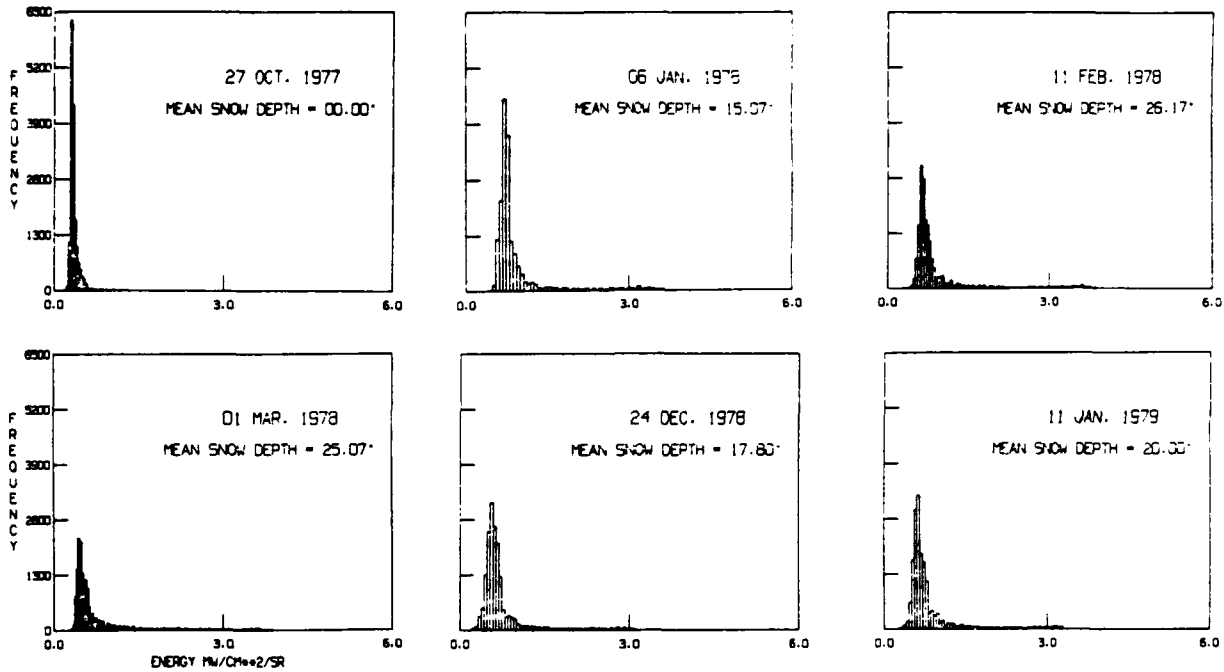 6500
5200
3900
2600
1300
0
FREQUENCY
27 OCT. 1977
MEAN SNOW DEPTH = 00.00"
0.0 3.0 6.0
06 JAN. 1978
MEAN SNOW DEPTH = 15.07"
0.0 3.0 6.0
11 FEB. 1978
MEAN SNOW DEPTH = 26.17"
0.0 3.0 6.0
6500
5200
3900
2600
1300
0
FREQUENCY
01 MAR. 1978
MEAN SNOW DEPTH = 25.07"
0.0 3.0 6.0
ENERGY MW/CM**2/SR
24 DEC. 1978
MEAN SNOW DEPTH =
0.0 3.0 6.0
11 JAN. 1979
MEAN SNOW DEPTH =
0.0 3.0 6.0